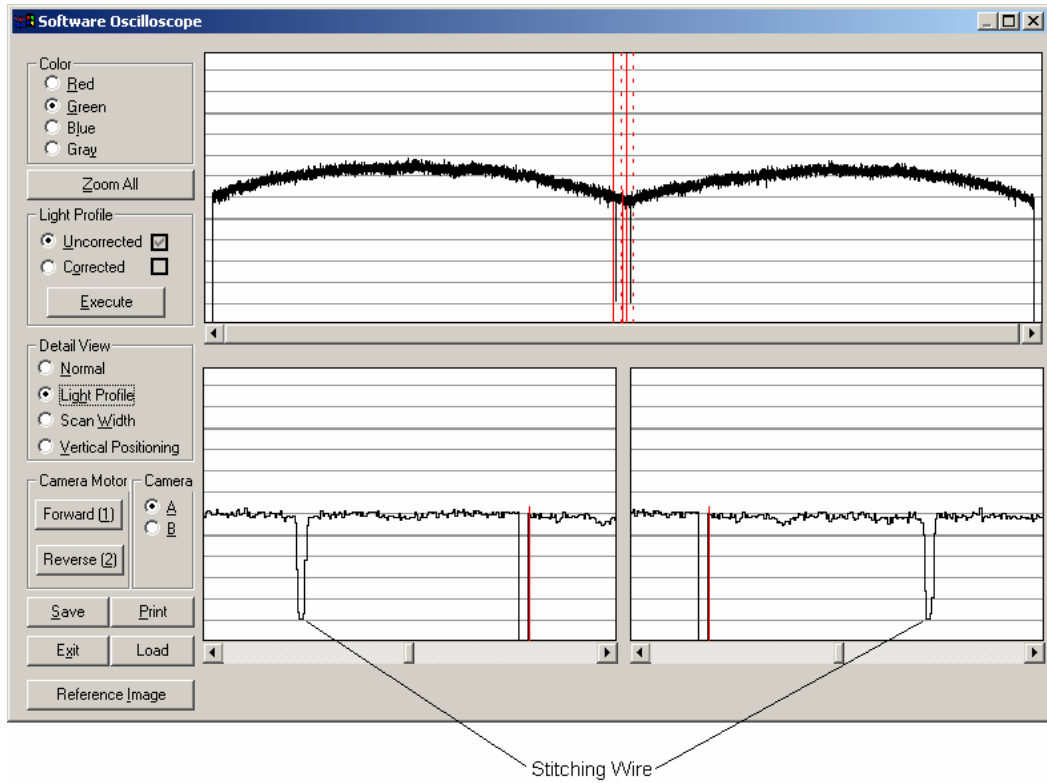 Software Oscilloscope
Color
Red
Green
Blue
Gray
Zoom All
Light Profile
Uncorrected
Corrected
Execute
Detail View
Normal
Light Profile
Scan Width
Vertical Positioning
Camera Motor
Forward (1)
Reverse (2)
Camera
A
B
Save
Print
Exit
Load
Reference Image
Stitching Wire